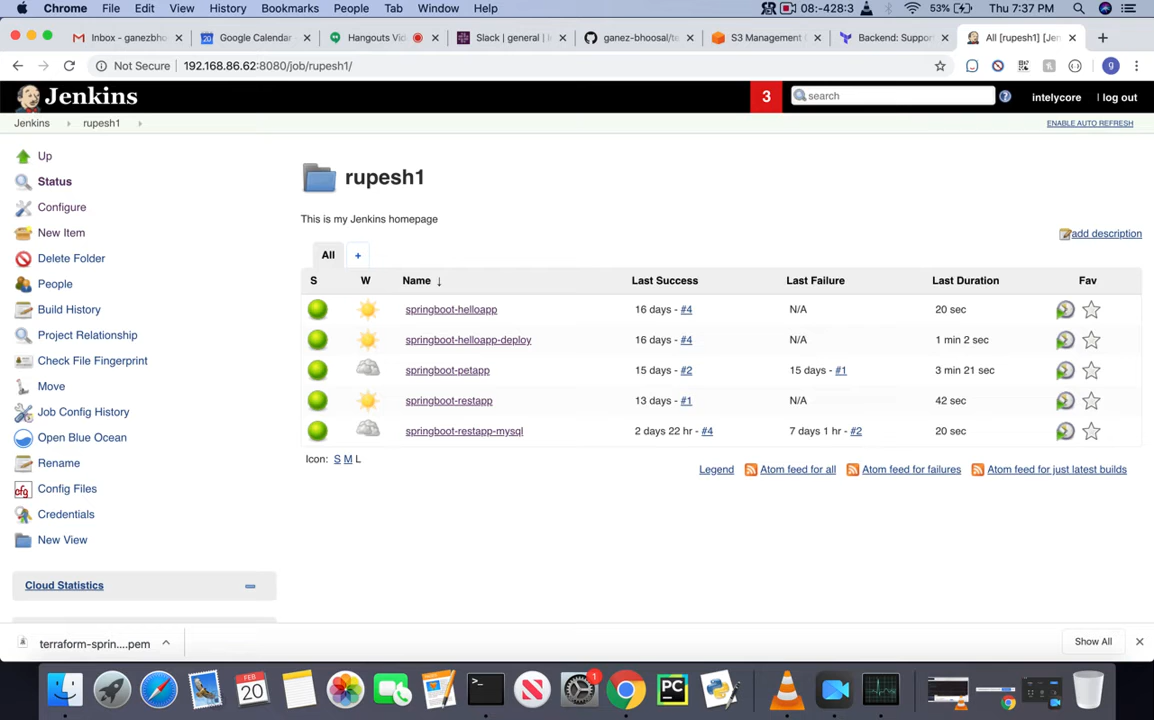 Chrome File Edit View History Bookmarks People Tab Window Help 08:-428:3 53% Thu 7:37 PM
Inbox - ganezbho Google Calendar Hangouts Vid Slack | general | ganez-bhoosal/te S3 Management Backend: Suppor All [rupesh1] [Jen
Not Secure 192.168.86.62:8080/job/rupesh1/ g
Jenkins 3 search intelycore | log out
Jenkins rupesh1 ENABLE AUTO REFRESH
Up
Status
Configure
New Item
Delete Folder
People
Build History
Project Relationship
Check File Fingerprint
Move
Job Config History
Open Blue Ocean
Rename
cfg Config Files
Credentials
New View
Cloud Statistics
rupesh1
This is my Jenkins homepage
add description
All +
S W Name ↓ Last Success Last Failure Last Duration Fav
springboot-helloapp 16 days - #4 N/A 20 sec
springboot-helloapp-deploy 16 days - #4 N/A 1 min 2 sec
springboot-petapp 15 days - #2 15 days - #1 3 min 21 sec
springboot-restapp 13 days - #1 N/A 42 sec
springboot-restapp-mysql 2 days 22 hr - #4 7 days 1 hr - #2 20 sec
Icon: S M L
Legend Atom feed for all Atom feed for failures Atom feed for just latest builds
terraform-sprin....pem Show All
FEB 20 >_ 1 PC